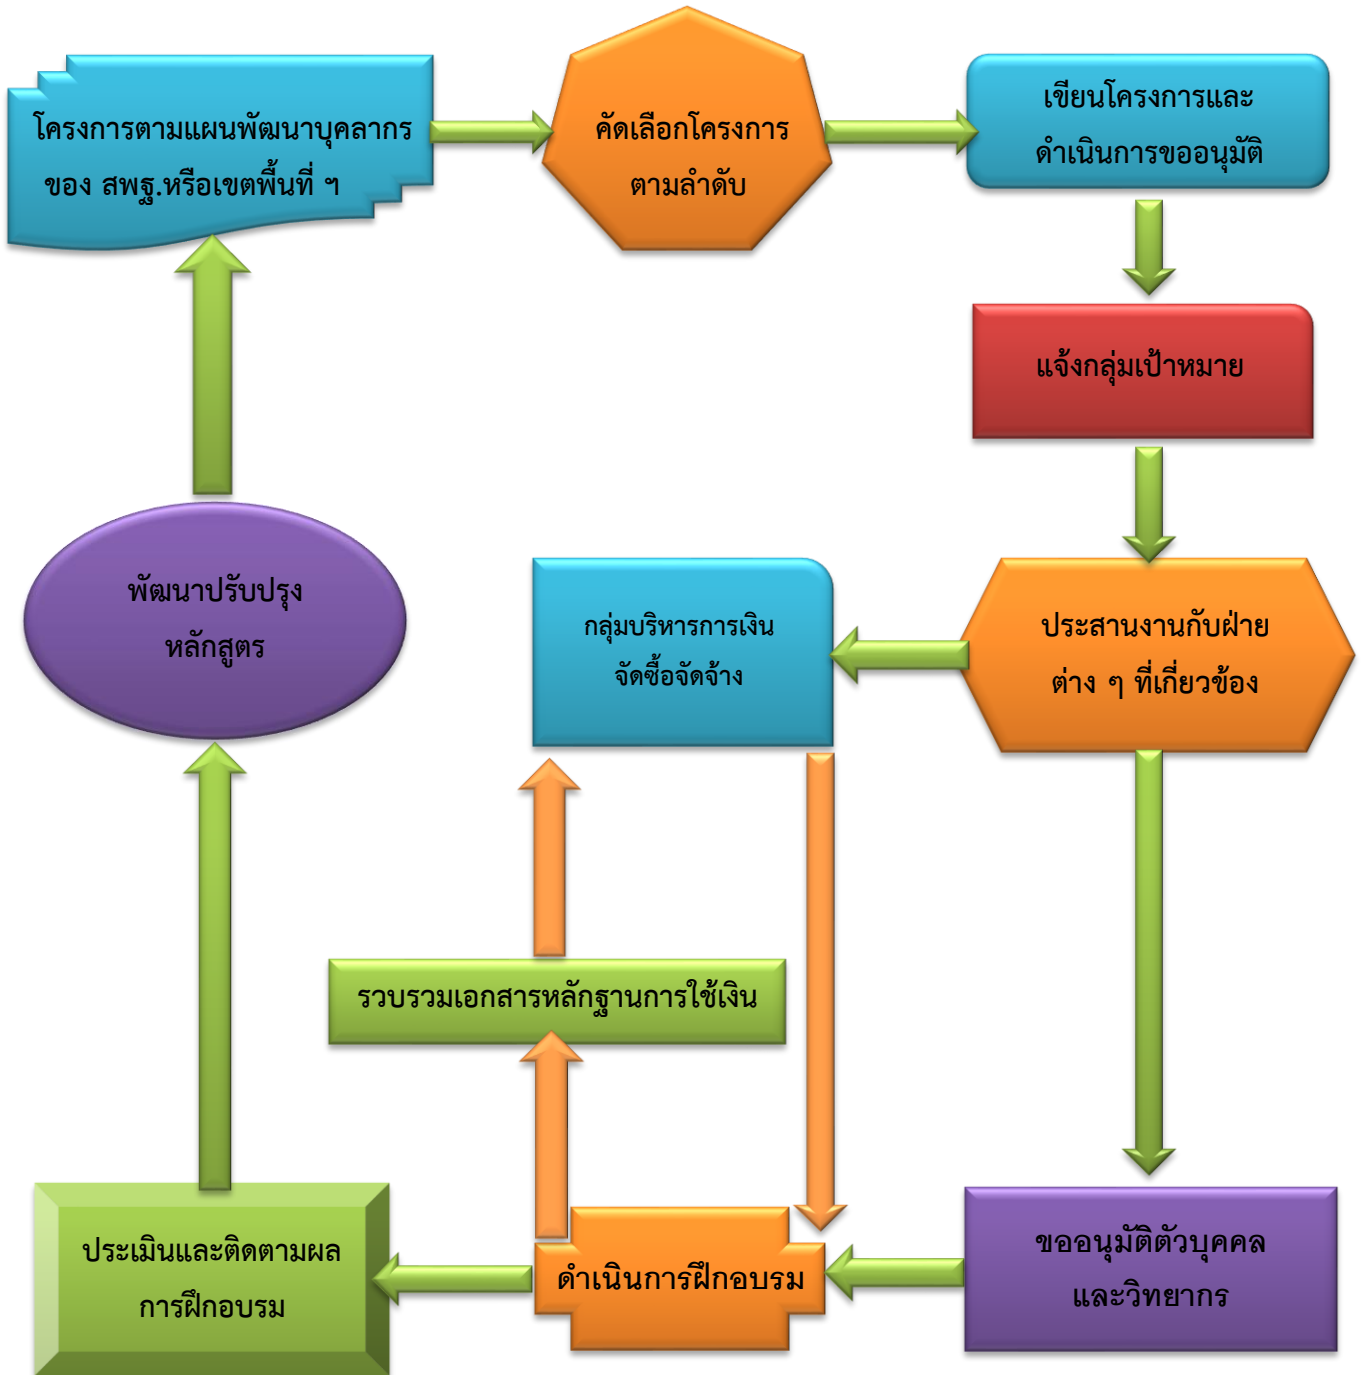 โครงการตามแผนพัฒนาบุคลากร
ของ สพฐ.หรือเขตพื้นที่ ฯ
คัดเลือกโครงการ
ตามลำดับ
เขียนโครงการและ
ดำเนินการขออนุมัติ
แจ้งกลุ่มเป้าหมาย
ประสานงานกับฝ่าย
ต่าง ๆ ที่เกี่ยวข้อง
กลุ่มบริหารการเงิน
จัดซื้อจัดจ้าง
พัฒนาปรับปรุง
หลักสูตร
รวบรวมเอกสารหลักฐานการใช้เงิน
ขออนุมัติตัวบุคคล
และวิทยากร
ดำเนินการฝึกอบรม
ประเมินและติดตามผล
การฝึกอบรม